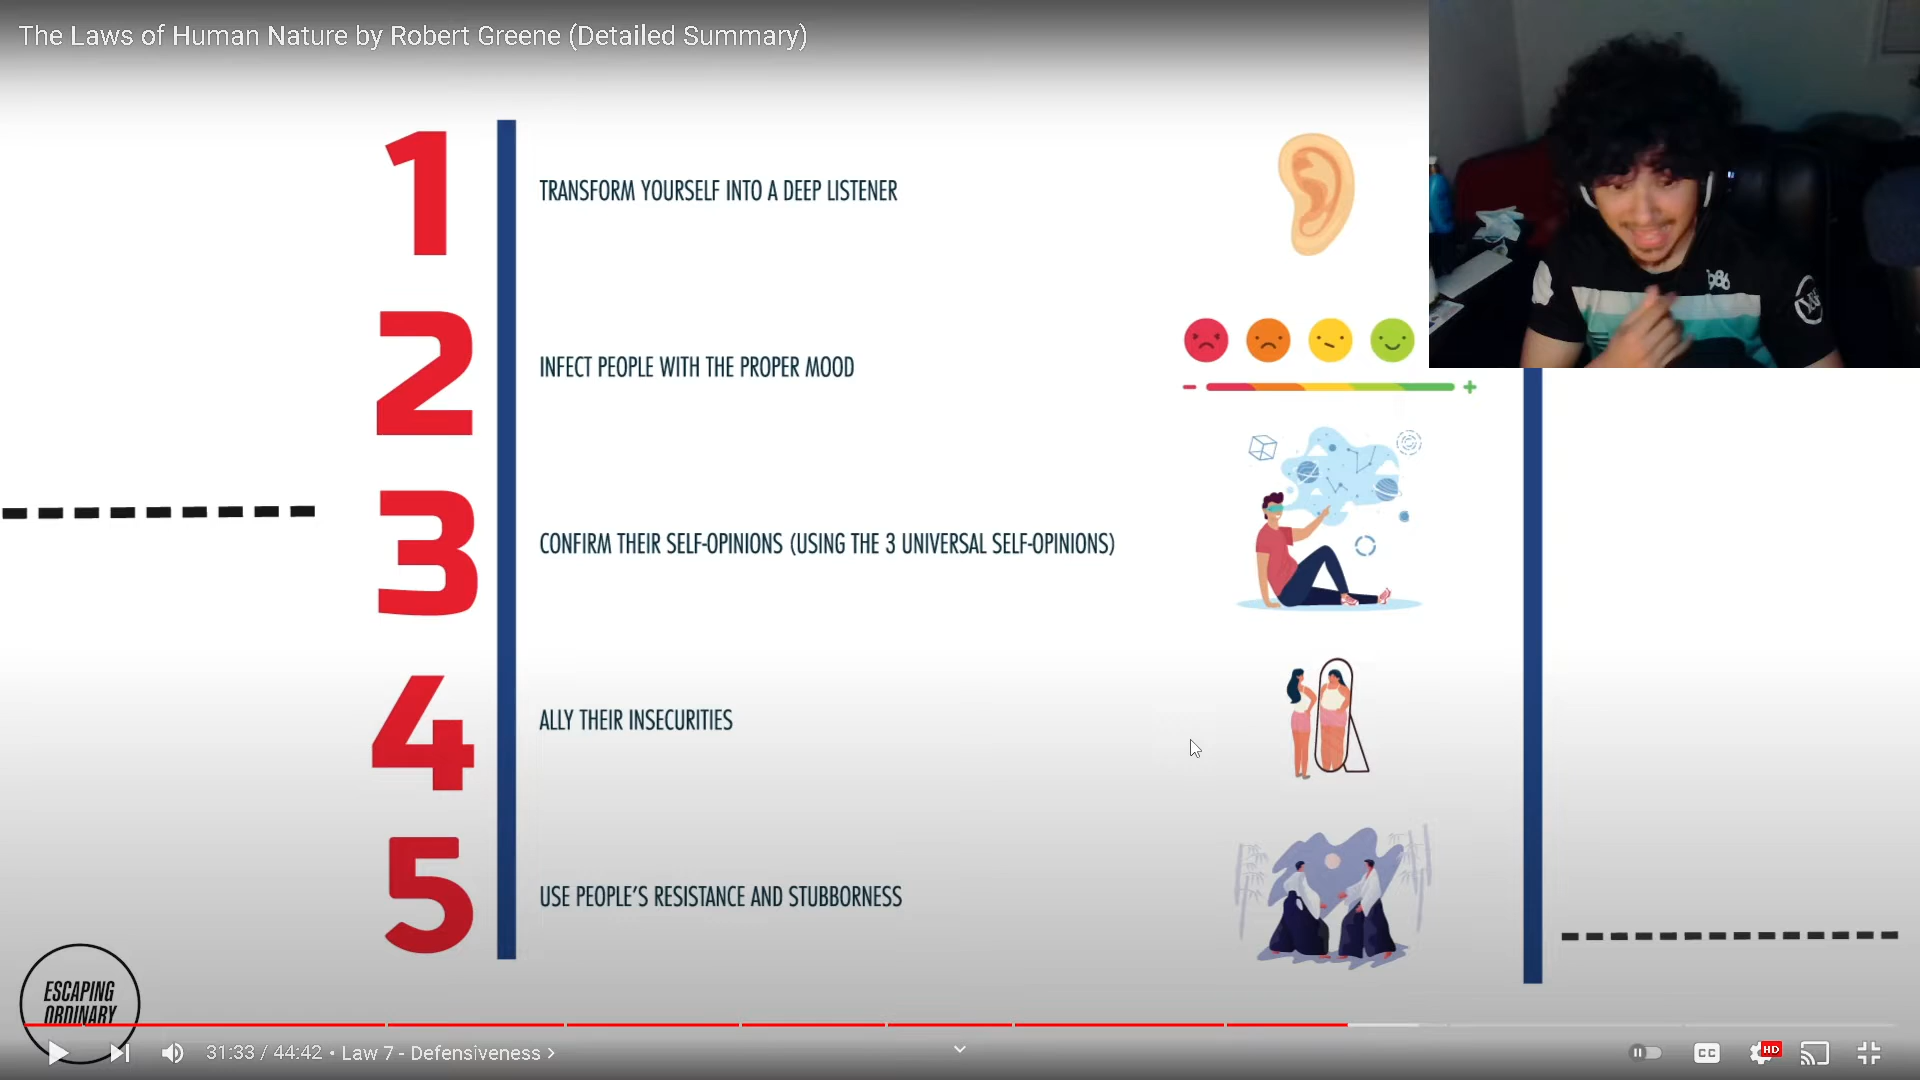 The Laws of Human Nature by Robert Greene (Detailed Summary)
1
TRANSFORM YOURSELF INTO A DEEP LISTENER
2
INFECT PEOPLE WITH THE PROPER MOOD
3
CONFIRM THEIR SELF-OPINIONS (USING THE 3 UNIVERSAL SELF-OPINIONS)
4
ALLY THEIR INSECURITIES
5
USE PEOPLE'S RESISTANCE AND STUBBORNESS
ESCAPING
ORDINARY
31:33 / 44:42 • Law 7 - Defensiveness >
CC
HD